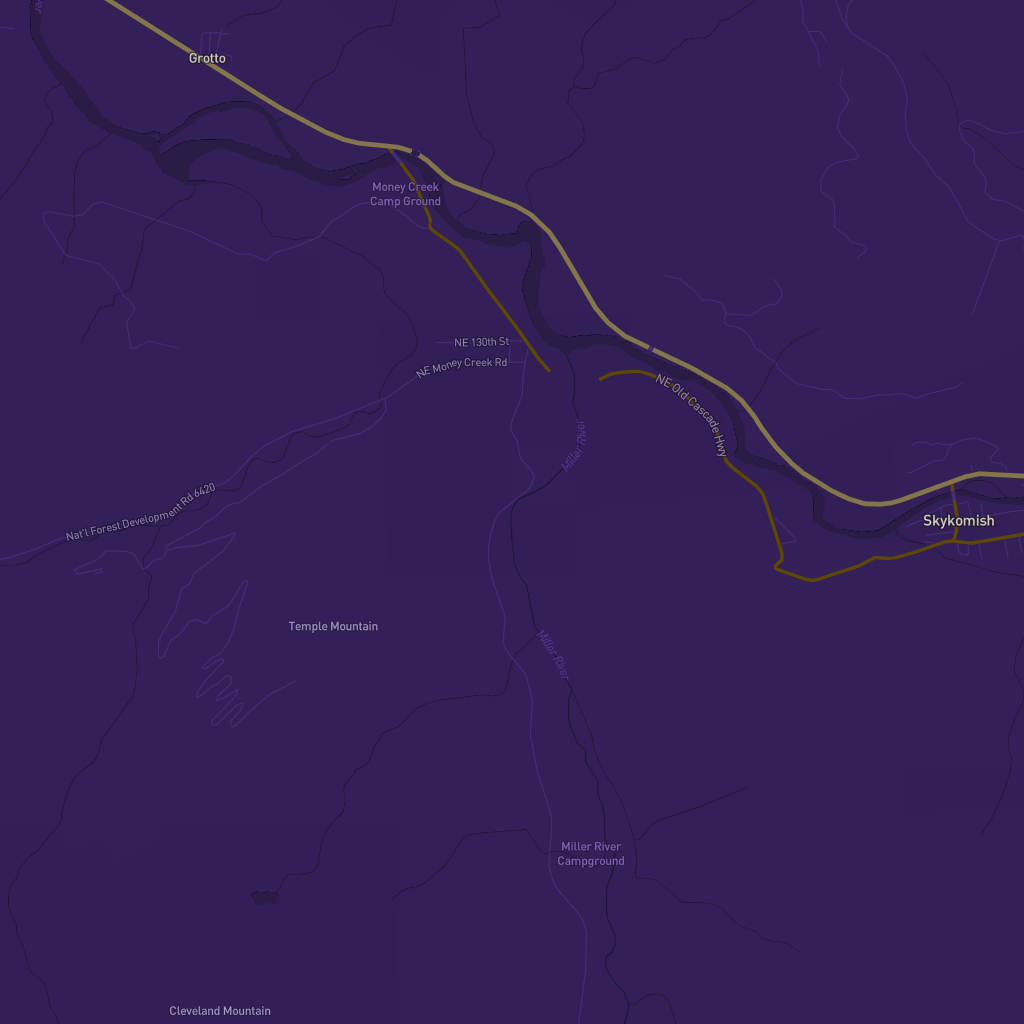 Grotto
Money Creek
Camp Ground
NE 130th St
NE Money Creek Rd
NE Old Cascade Hwy
Miller River
Nat'l Forest Development Rd 6420
Skykomish
Temple Mountain
Miller River
Miller River
Campground
Cleveland Mountain